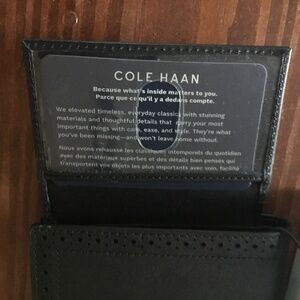 COLE HAAN
Because what's inside matters to you.
Parce que ce qu'il y a dedans compte.
We elevated timeless, everyday classics with stunning
materials and thoughtful details that carry your most
important things with care, ease, and style. They're what
you've been missing—and won't leave home without.
Nous avons rehaussé les classiques intemporels du quotidien
avec des matériaux superbes et des détails bien pensés qui
transportent vos objets les plus importants avec soin, facilité